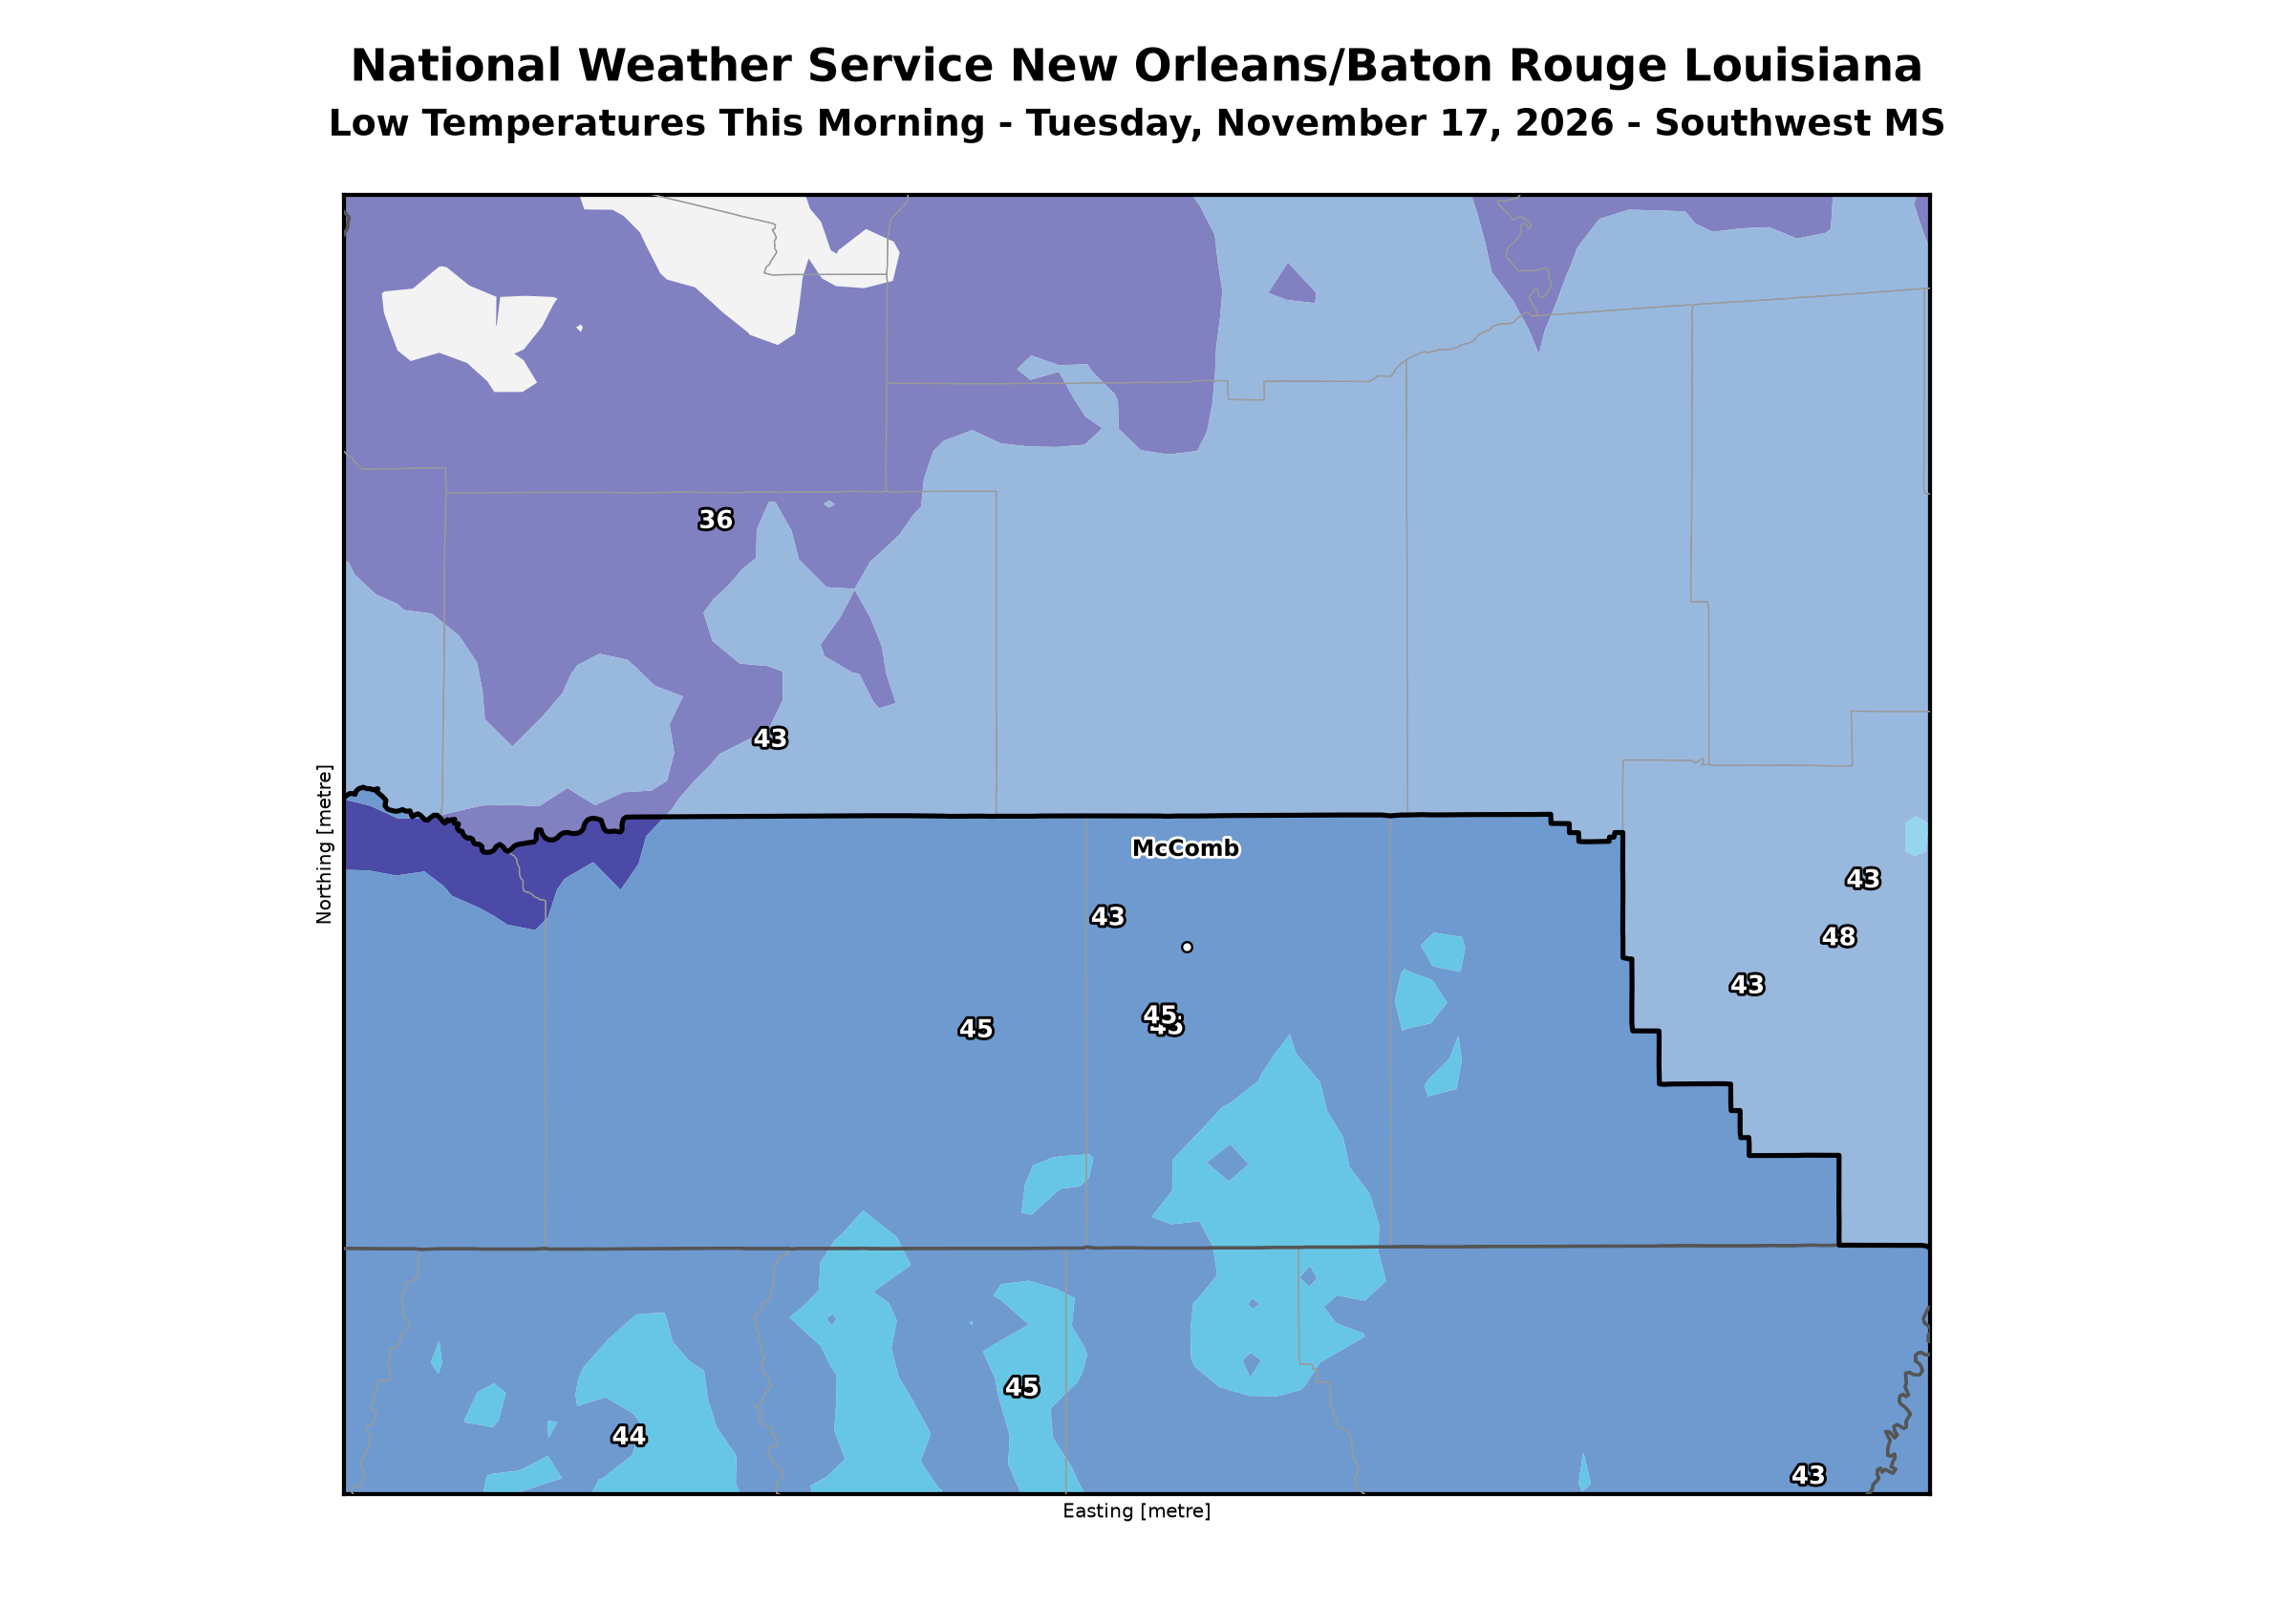 National Weather Service New Orleans/Baton Rouge Louisiana
Low Temperatures This Morning - Tuesday, November 17, 2026 - Southwest MS
36
43
McComb
43
43
48
43
45
45
45
44
43
Northing [metre]
Easting [metre]